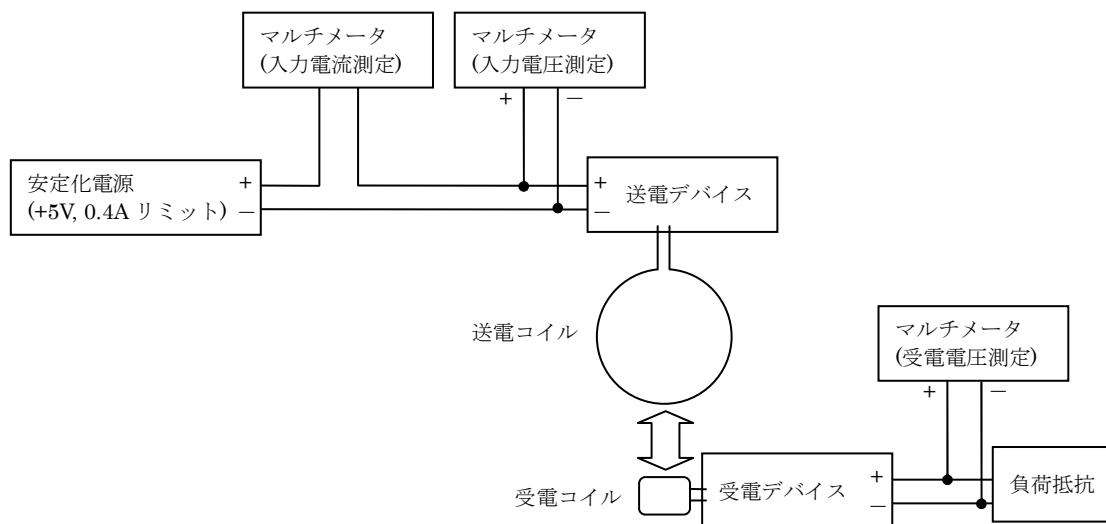 マルチメータ
(入力電流測定)
マルチメータ
(入力電圧測定)
+ −
安定化電源 +
(+5V, 0.4A リミット) −
+ 送電デバイス
−
送電コイル
マルチメータ
(受電電圧測定)
+ −
受電コイル
受電デバイス
+
−
負荷抵抗